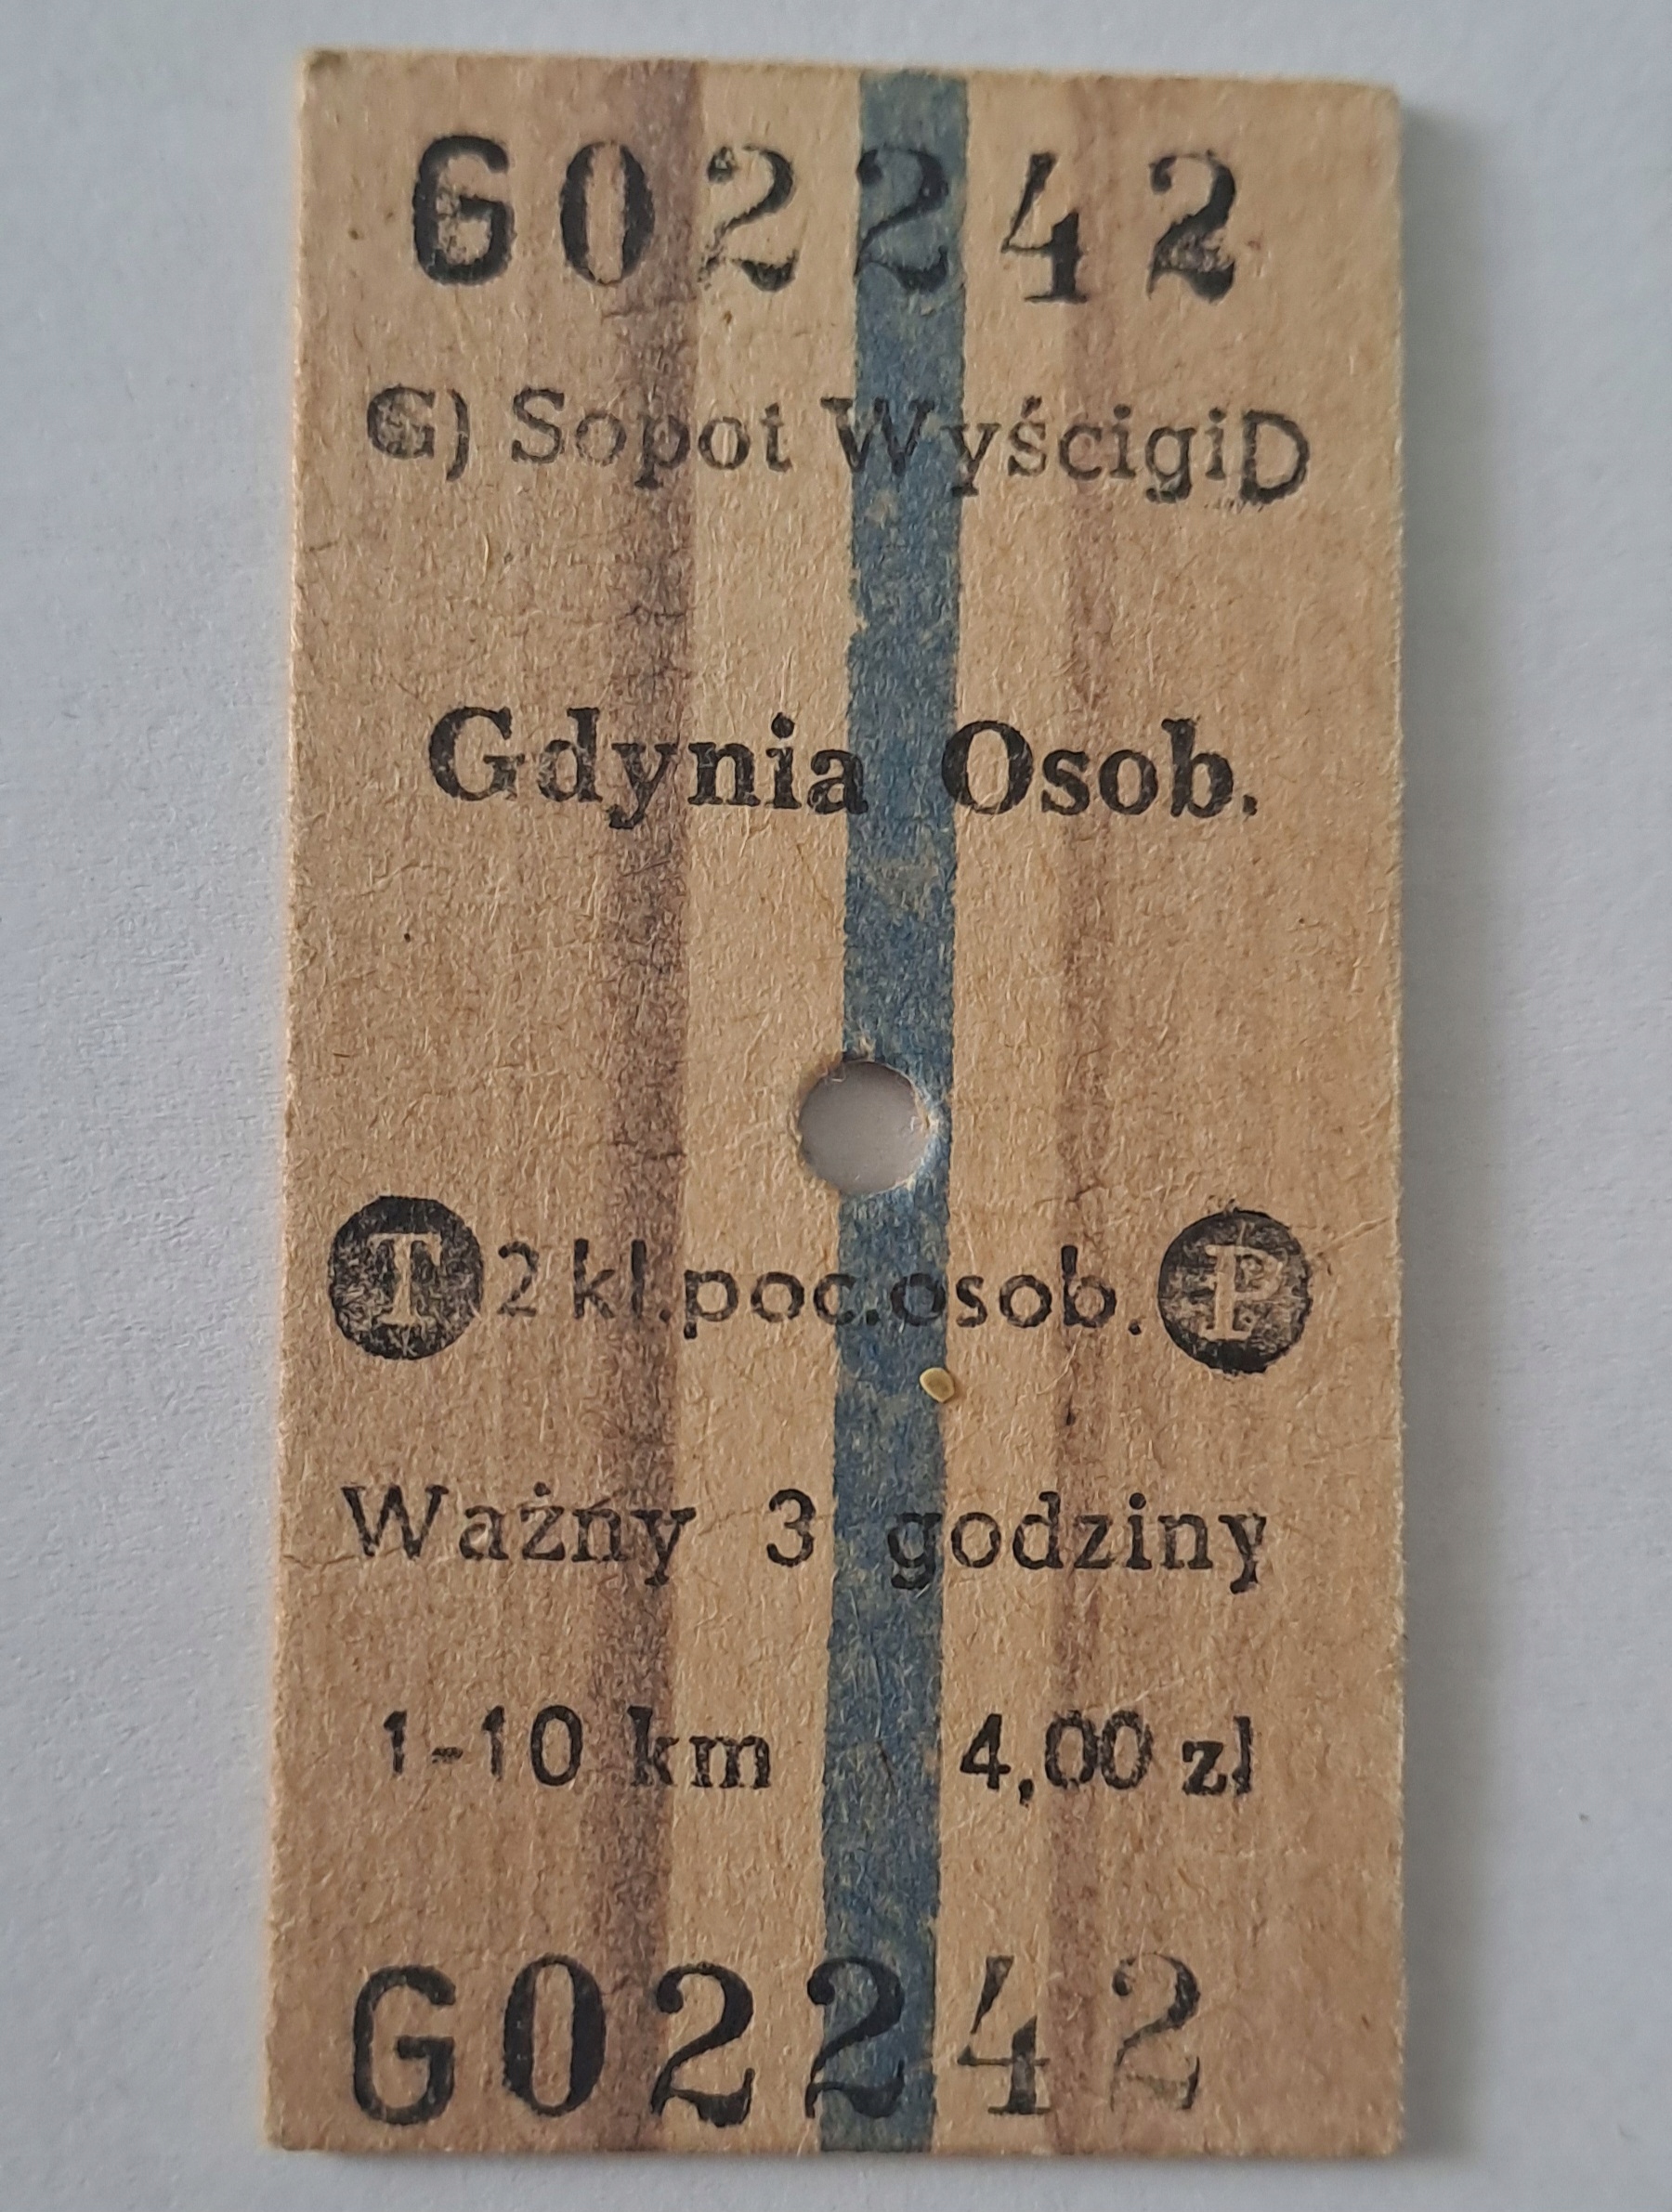 G02242
G) Sopot WyścigiD
Gdynia Osob.
T 2 kl.poc.osob. P
Ważny 3 godziny
1-10 km 4,00 zł
G02242